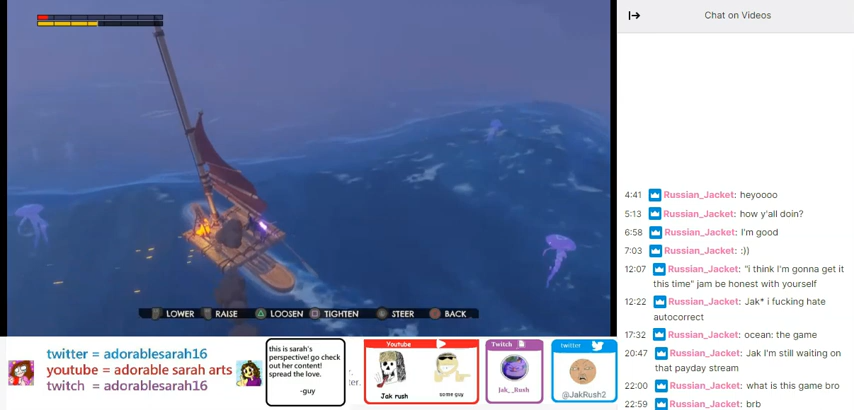 Chat on Videos
LOWER RAISE LOOSEN TIGHTEN STEER BACK
4:41 Russian_Jacket: heyoooo
5:13 Russian_Jacket: how y'all doin?
6:58 Russian_Jacket: I'm good
7:03 Russian_Jacket: :))
12:07 Russian_Jacket: "i think I'm gonna get it
this time" jam be honest with yourself
12:22 Russian_Jacket: Jak* i fucking hate
autocorrect
17:32 Russian_Jacket: ocean: the game
20:47 Russian_Jacket: Jak I'm still waiting on
that payday stream
22:00 Russian_Jacket: what is this game bro
22:59 Russian_Jacket: brb
twitter = adorablesarah16
youtube = adorable sarah arts
twitch = adorablesarah16
this is sarah's
perspective! go check
out her content!
spread the love.
-guy
ter.
Youtube
Jak rush
some guy
Twitch
Jak_Rush
twitter
@JakRush2